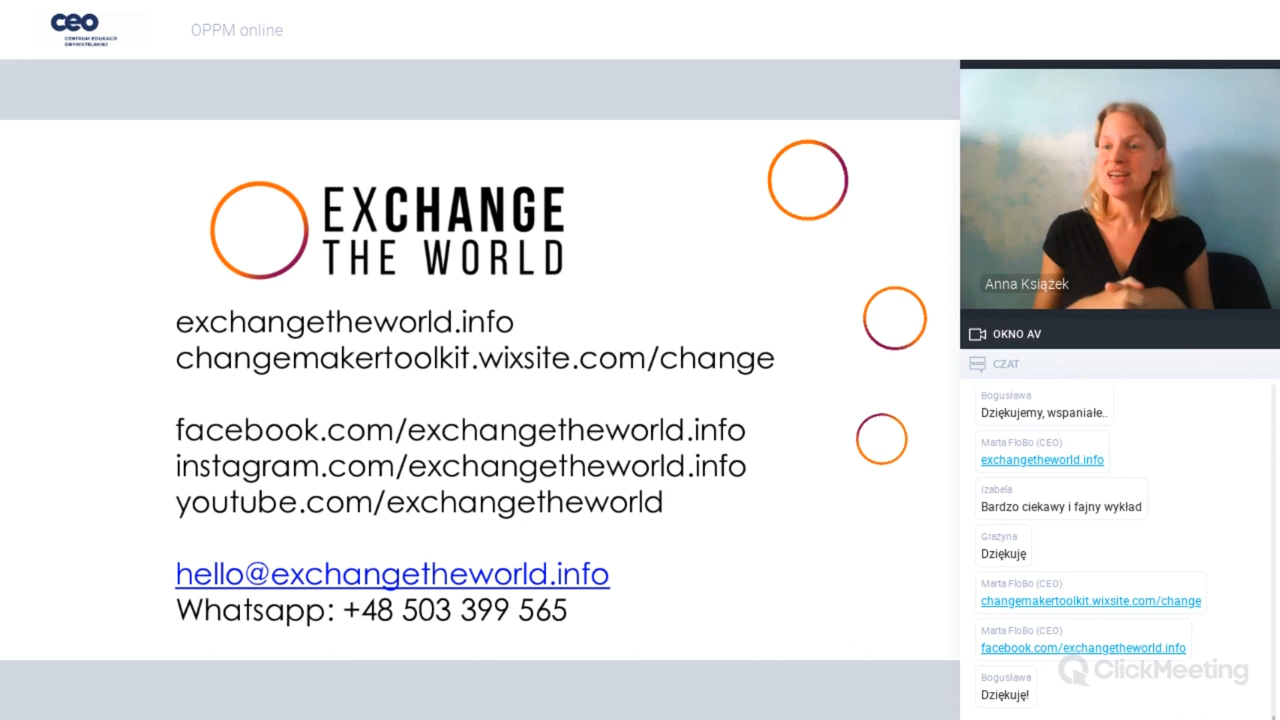 ceo
CENTRUM EDUKACJI
OBYWATELSKIEJ
OPPM online
EXCHANGE
THE WORLD
exchangetheworld.info
changemakertoolkit.wixsite.com/change
facebook.com/exchangetheworld.info
instagram.com/exchangetheworld.info
youtube.com/exchangetheworld
hello@exchangetheworld.info
Whatsapp: +48 503 399 565
Anna Książek
OKNO AV
CZAT
Bogusława
Dziękujemy, wspaniałe..
Marta FloBo (CEO)
exchangetheworld.info
izabela
Bardzo ciekawy i fajny wykład
Grażyna
Dziękuję
Marta FloBo (CEO)
changemakertoolkit.wixsite.com/change
Marta FloBo (CEO)
facebook.com/exchangetheworld.info
ClickMeeting
Bogusława
Dziękuję!